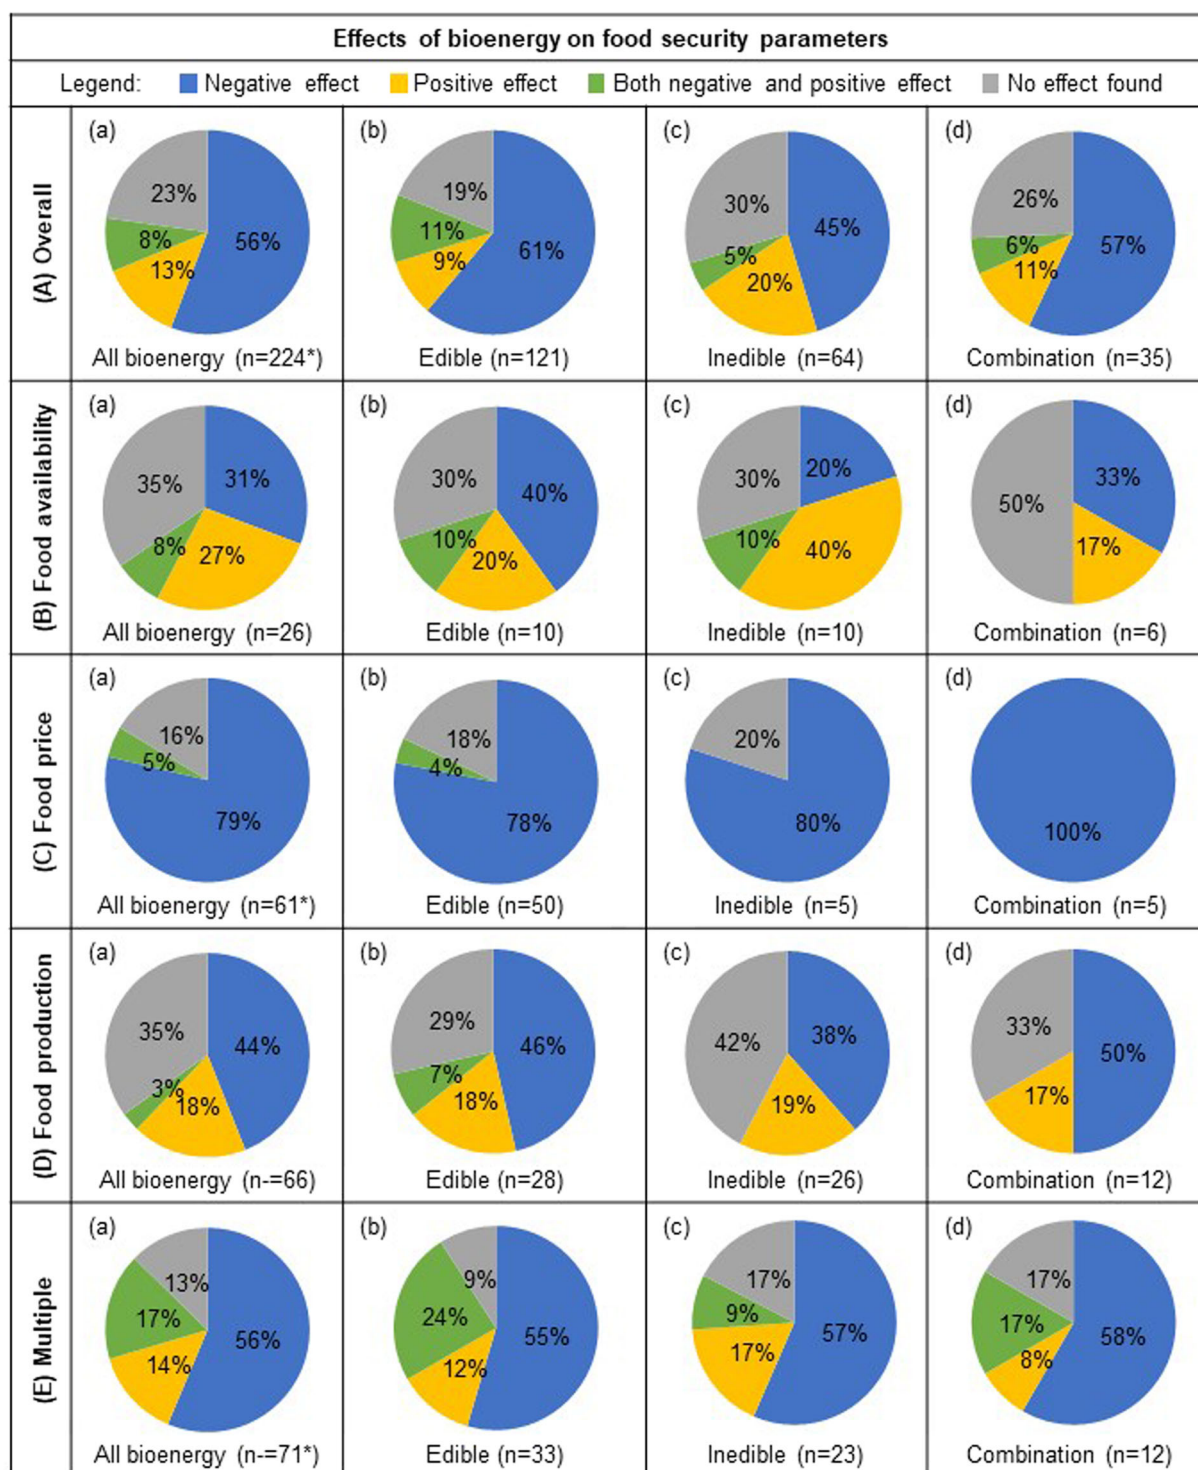 Effects of bioenergy on food security parameters
Legend: Negative effect Positive effect Both negative and positive effect No effect found
(A) Overall
(a)
23%
8%
13%
56%
All bioenergy (n=224*)
(b)
19%
11%
9%
61%
Edible (n=121)
(c)
30%
5%
20%
45%
Inedible (n=64)
(d)
26%
6%
11%
57%
Combination (n=35)
(B) Food availability
(a)
35%
8%
27%
31%
All bioenergy (n=26)
(b)
30%
10%
20%
40%
Edible (n=10)
(c)
30%
10%
40%
20%
Inedible (n=10)
(d)
50%
17%
33%
Combination (n=6)
(C) Food price
(a)
16%
5%
79%
All bioenergy (n=61*)
(b)
18%
4%
78%
Edible (n=50)
(c)
20%
80%
Inedible (n=5)
(d)
100%
Combination (n=5)
(D) Food production
(a)
35%
3%
18%
44%
All bioenergy (n-=66)
(b)
29%
7%
18%
46%
Edible (n=28)
(c)
42%
19%
38%
Inedible (n=26)
(d)
33%
17%
50%
Combination (n=12)
(E) Multiple
(a)
13%
17%
14%
56%
All bioenergy (n-=71*)
(b)
9%
24%
12%
55%
Edible (n=33)
(c)
17%
9%
17%
57%
Inedible (n=23)
(d)
17%
17%
8%
58%
Combination (n=12)